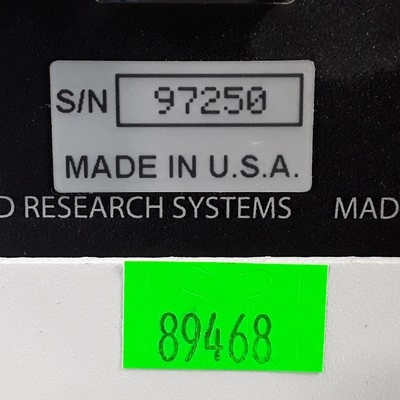 S/N 97250
MADE IN U.S.A.
D RESEARCH SYSTEMS MAD
89468